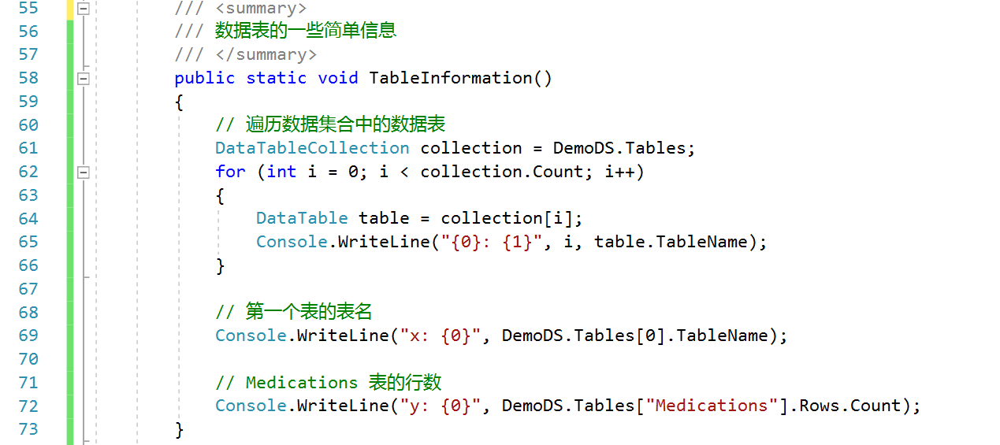 55 /// <summary>
56 /// 数据表的一些简单信息
57 /// </summary>
58 public static void TableInformation()
59 {
60 // 遍历数据集合中的数据表
61 DataTableCollection collection = DemoDS.Tables;
62 for (int i = 0; i < collection.Count; i++)
63 {
64 DataTable table = collection[i];
65 Console.WriteLine("{0}: {1}", i, table.TableName);
66 }
67
68 // 第一个表的表名
69 Console.WriteLine("x: {0}", DemoDS.Tables[0].TableName);
70
71 // Medications 表的行数
72 Console.WriteLine("y: {0}", DemoDS.Tables["Medications"].Rows.Count);
73 }